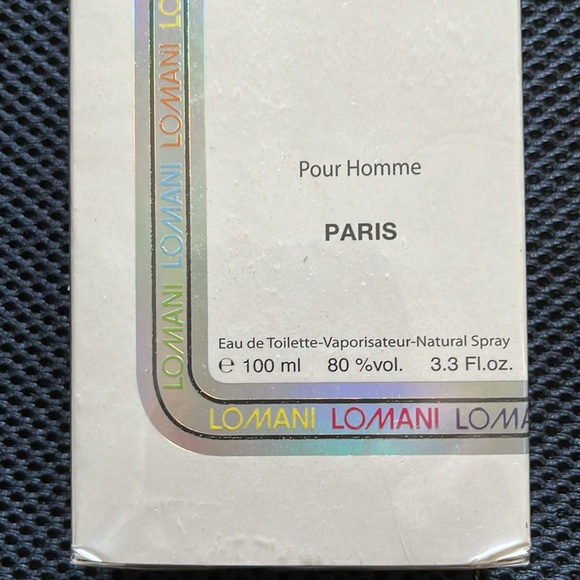 Pour Homme
PARIS
Eau de Toilette-Vaporisateur-Natural Spray
℮ 100 ml 80 %vol. 3.3 Fl.oz.
LOMANI LOMANI LOMANI
LOMANI LOMANI